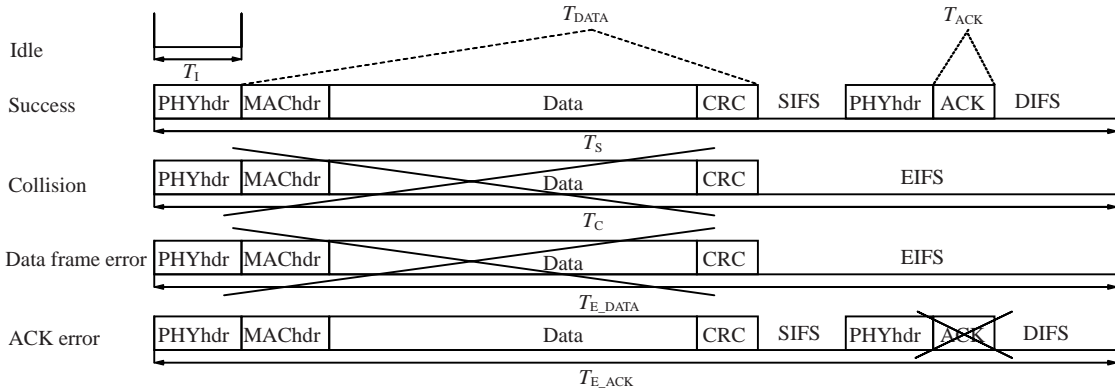 T_DATA T_ACK
Idle
T_I
Success PHYhdr MAChdr Data CRC SIFS PHYhdr ACK DIFS
T_S
Collision PHYhdr MAChdr Data CRC EIFS
T_C
Data frame error PHYhdr MAChdr Data CRC EIFS
T_E_DATA
ACK error PHYhdr MAChdr Data CRC SIFS PHYhdr ACK DIFS
T_E_ACK